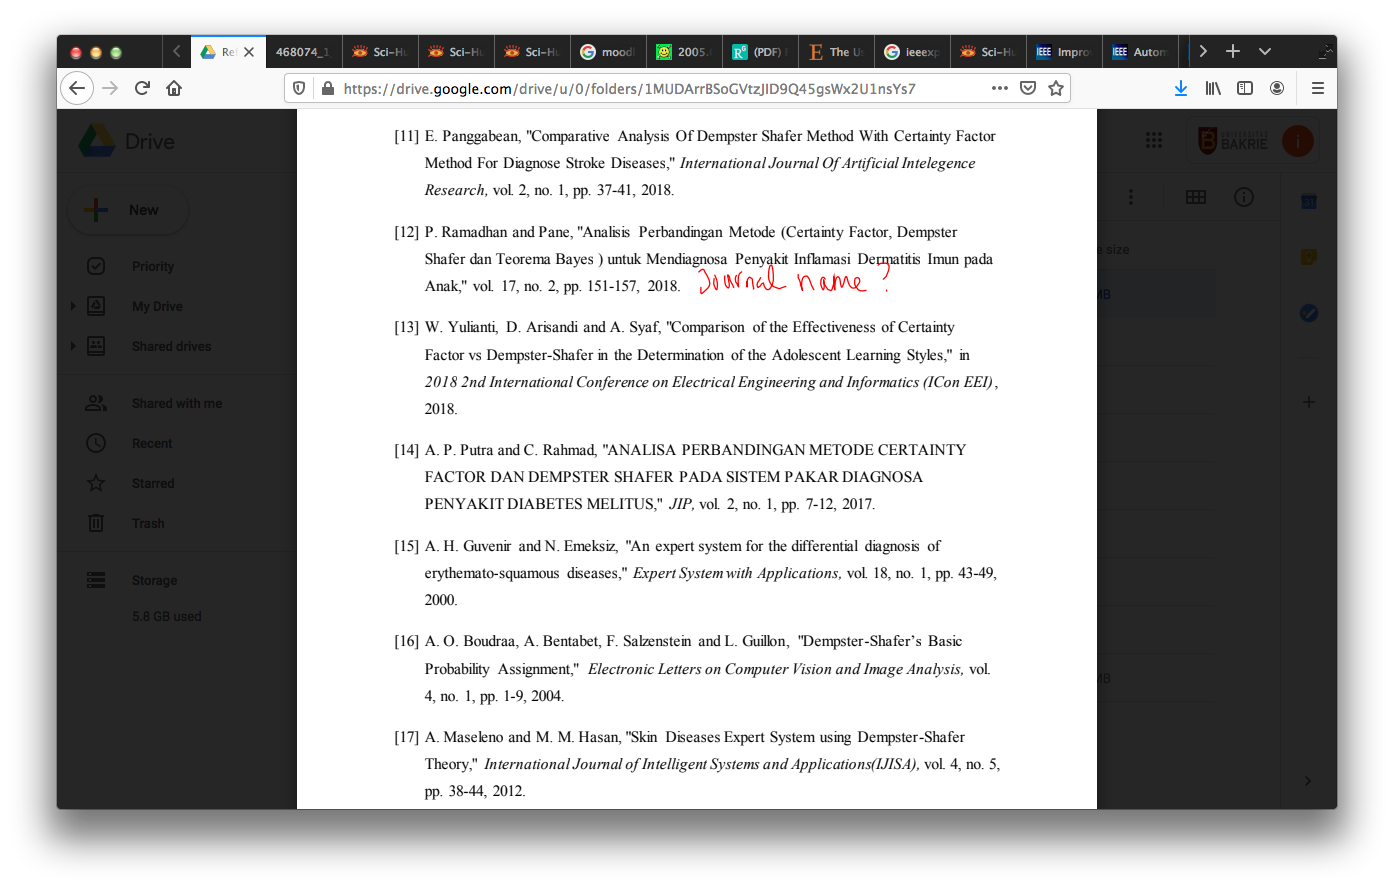 Re
468074_1
Sci-Hu
Sci-Hu
Sci-Hu
mood
2005.
(PDF)
The U
ieeexp
Sci-Hu
IEEE Impro
IEEE Autom
https://drive.google.com/drive/u/0/folders/1MUDArrBSoGVtzJID9Q45gsWx2U1nsYs7
Drive
UNIVERSITAS
BAKRIE
i
New
Priority
My Drive
Shared drives
Shared with me
Recent
Starred
Trash
Storage
5.8 GB used
e size
MB
MB
31
[11] E. Panggabean, "Comparative Analysis Of Dempster Shafer Method With Certainty Factor
Method For Diagnose Stroke Diseases," International Journal Of Artificial Intelegence
Research, vol. 2, no. 1, pp. 37-41, 2018.
[12] P. Ramadhan and Pane, "Analisis Perbandingan Metode (Certainty Factor, Dempster
Shafer dan Teorema Bayes ) untuk Mendiagnosa Penyakit Inflamasi Dermatitis Imun pada
Anak," vol. 17, no. 2, pp. 151-157, 2018. Journal name?
[13] W. Yulianti, D. Arisandi and A. Syaf, "Comparison of the Effectiveness of Certainty
Factor vs Dempster-Shafer in the Determination of the Adolescent Learning Styles," in
2018 2nd International Conference on Electrical Engineering and Informatics (ICon EEI),
2018.
[14] A. P. Putra and C. Rahmad, "ANALISA PERBANDINGAN METODE CERTAINTY
FACTOR DAN DEMPSTER SHAFER PADA SISTEM PAKAR DIAGNOSA
PENYAKIT DIABETES MELITUS," JIP, vol. 2, no. 1, pp. 7-12, 2017.
[15] A. H. Guvenir and N. Emeksiz, "An expert system for the differential diagnosis of
erythemato-squamous diseases," Expert System with Applications, vol. 18, no. 1, pp. 43-49,
2000.
[16] A. O. Boudraa, A. Bentabet, F. Salzenstein and L. Guillon, "Dempster-Shafer’s Basic
Probability Assignment," Electronic Letters on Computer Vision and Image Analysis, vol.
4, no. 1, pp. 1-9, 2004.
[17] A. Maseleno and M. M. Hasan, "Skin Diseases Expert System using Dempster-Shafer
Theory," International Journal of Intelligent Systems and Applications(IJISA), vol. 4, no. 5,
pp. 38-44, 2012.